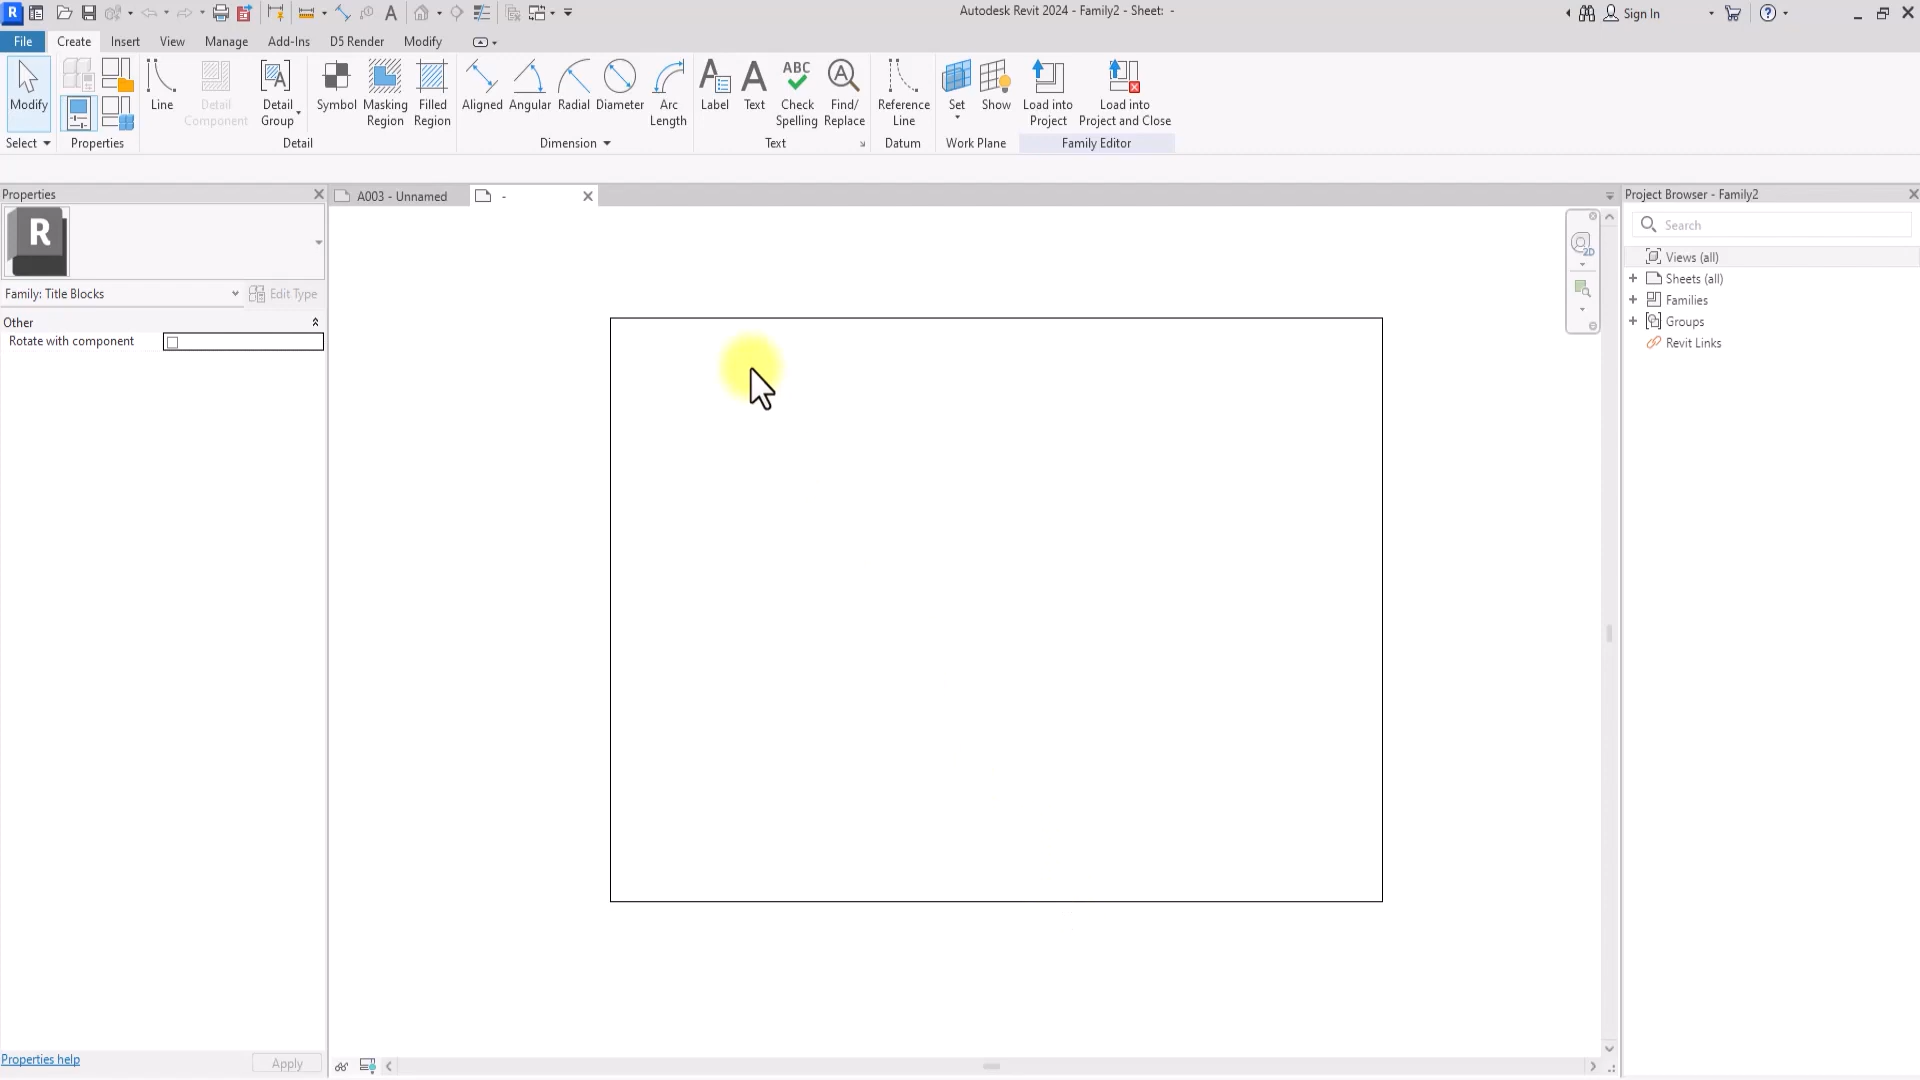 Autodesk Revit 2024 - Family2 - Sheet: -
Sign In
File Create Insert View Manage Add-Ins D5 Render Modify
Modify
Line
Detail Component
Detail Group
Symbol
Masking Region
Filled Region
Aligned
Angular
Radial
Diameter
Arc Length
Label
Text
ABC
Check Spelling
Find/ Replace
Reference Line
Set
Show
Load into Project
Load into Project and Close
Select Properties Detail Dimension Text Datum Work Plane Family Editor
Properties
A003 - Unnamed
-
Project Browser - Family2
R
Search
Family: Title Blocks
Edit Type
Other
Rotate with component
2D
Views (all)
Sheets (all)
Families
Groups
Revit Links
Properties help
Apply